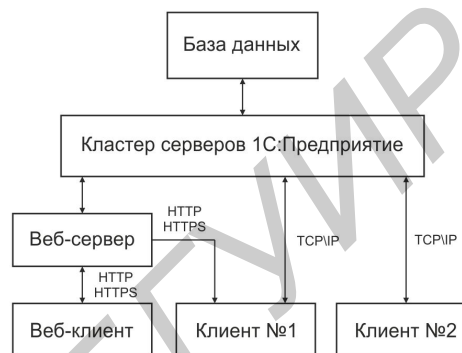 База данных
Кластер серверов 1С:Предприятие
HTTP
HTTPS
Веб-сервер
TCP\IP
TCP\IP
HTTP
HTTPS
Веб-клиент
Клиент №1
Клиент №2
БГУИР